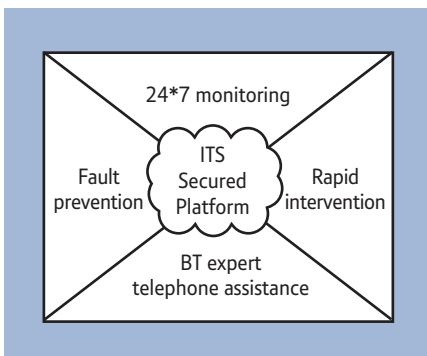 24*7 monitoring
ITS
Secured
Platform
Fault
prevention
Rapid
intervention
BT expert
telephone assistance